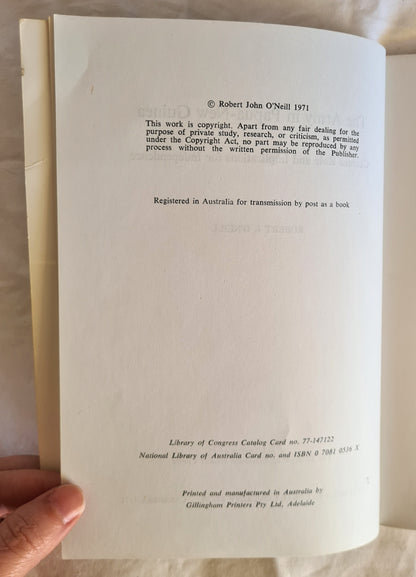 © Robert John O'Neill 1971
This work is copyright. Apart from any fair dealing for the
purpose of private study, research, or criticism, as permitted
under the Copyright Act, no part may be reproduced by any
process without the written permission of the Publisher.
Registered in Australia for transmission by post as a book
Library of Congress Catalog Card no. 77-147122
National Library of Australia Card no. and ISBN 0 7081 0536 X
Printed and manufactured in Australia by
Gillingham Printers Pty Ltd, Adelaide